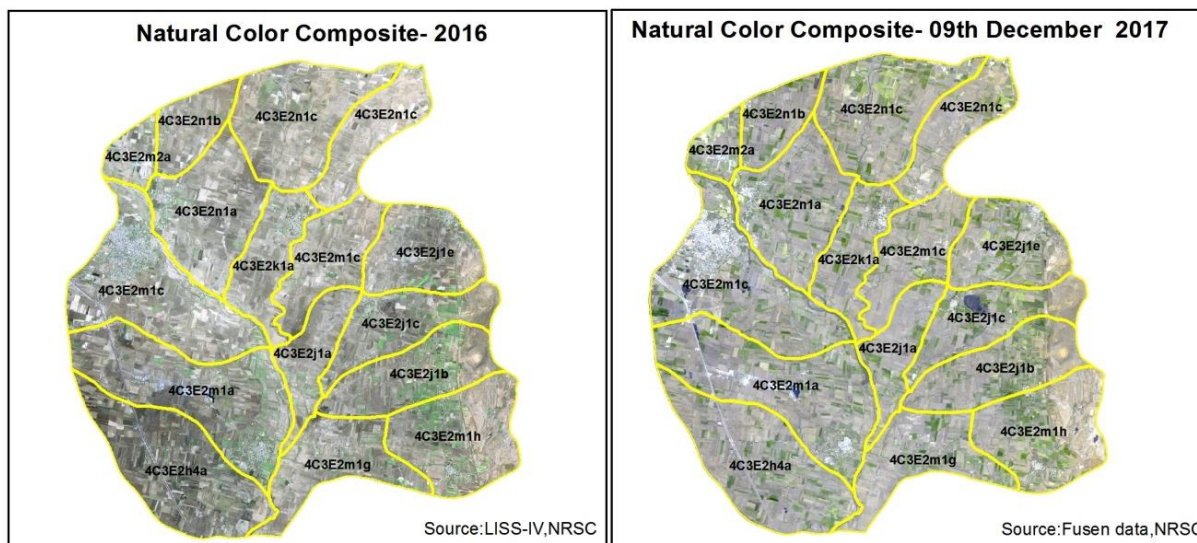 Natural Color Composite- 2016
4C3E2n1b
4C3E2n1c
4C3E2n1c
4C3E2m2a
4C3E2n1a
4C3E2k1a
4C3E2m1c
4C3E2j1e
4C3E2m1c
4C3E2j1c
4C3E2j1a
4C3E2j1b
4C3E2m1a
4C3E2m1h
4C3E2h4a
4C3E2m1g
Source:LISS-IV,NRSC
Natural Color Composite- 09th December 2017
4C3E2n1b
4C3E2n1c
4C3E2n1c
4C3E2m2a
4C3E2n1a
4C3E2k1a
4C3E2m1c
4C3E2j1e
4C3E2m1c
4C3E2j1c
4C3E2j1a
4C3E2j1b
4C3E2m1a
4C3E2m1h
4C3E2h4a
4C3E2m1g
Source:Fusen data,NRSC